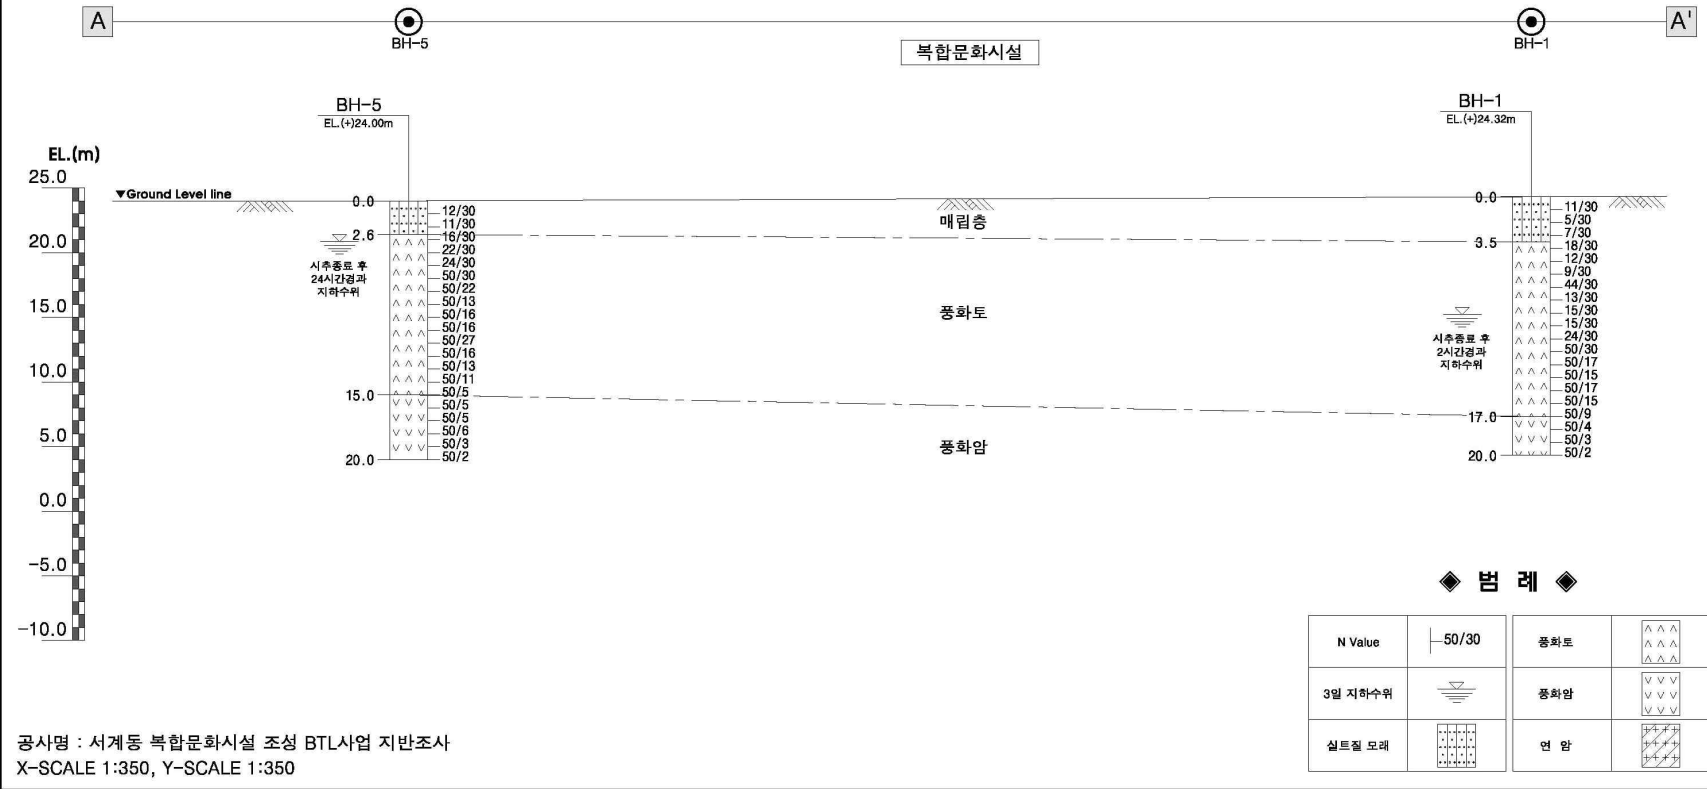 A
A'
BH-5
BH-1
복합문화시설
BH-5
EL.(+)24.00m
BH-1
EL.(+)24.32m
EL.(m)
25.0
20.0
15.0
10.0
5.0
0.0
-5.0
-10.0
▼Ground Level line
0.0
2.6
15.0
20.0
시추종료 후
24시간경과
지하수위
12/30
11/30
16/30
22/30
24/30
50/30
50/22
50/13
50/16
50/16
50/27
50/16
50/13
50/11
50/5
50/5
50/5
50/6
50/3
50/2
매립층
풍화토
풍화암
0.0
3.5
17.0
20.0
시추종료 후
2시간경과
지하수위
11/30
5/30
7/30
18/30
12/30
9/30
44/30
13/30
15/30
15/30
24/30
50/30
50/17
50/15
50/17
50/15
50/9
50/4
50/3
50/2
◈ 범 례 ◈
N Value
50/30
풍화토
3일 지하수위
풍화암
실트질 모래
연 암
공사명 : 서계동 복합문화시설 조성 BTL사업 지반조사
X-SCALE 1:350, Y-SCALE 1:350